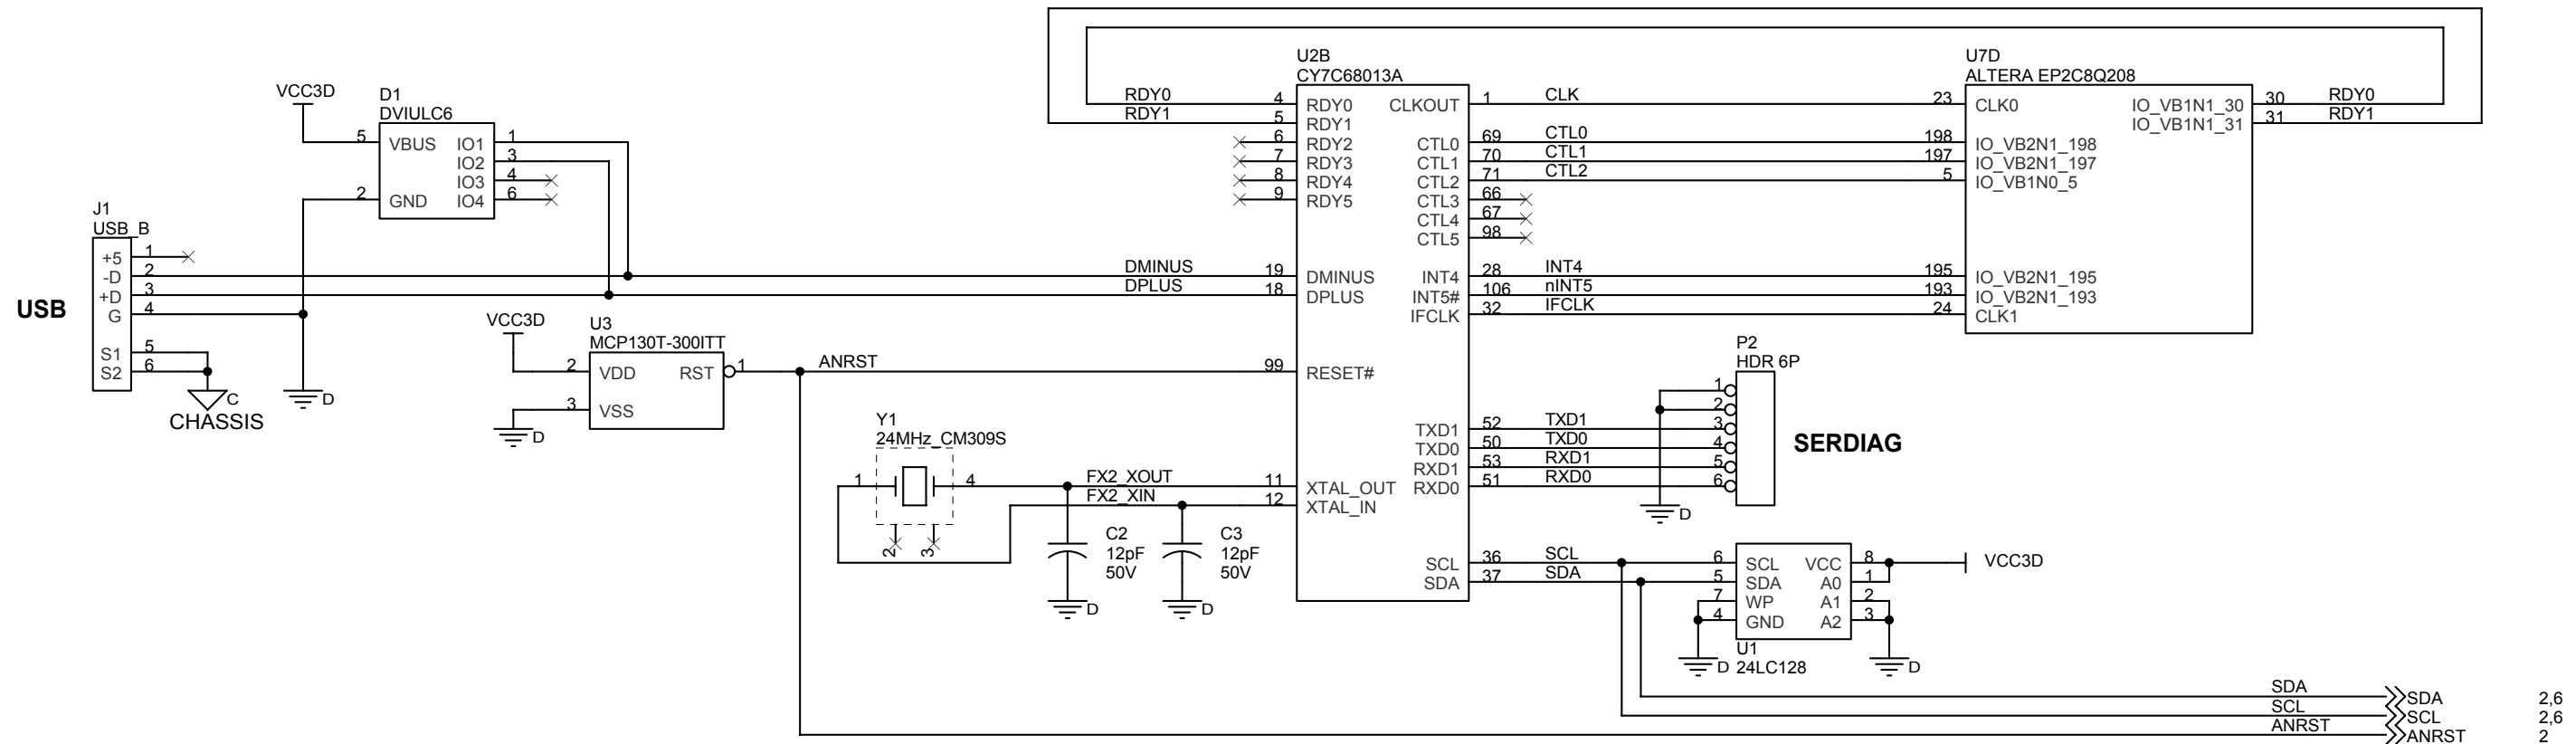 USB
J1
USB_B
+5 1
-D 2
+D 3
G 4
S1 5
S2 6
C
CHASSIS
D
VCC3D
D1
DVIULC6
5 VBUS IO1 1
IO2 3
IO3 4
2 GND IO4 6
VCC3D
U3
MCP130T-300ITT
2 VDD RST 1
3 VSS
D
ANRST
Y1
24MHz_CM309S
1 4
2 3
FX2_XOUT
FX2_XIN
C2
12pF
50V
D
C3
12pF
50V
D
DMINUS
DPLUS
RDY0
RDY1
U2B
CY7C68013A
4 RDY0 CLKOUT 1
5 RDY1
6 RDY2 CTL0 69
7 RDY3 CTL1 70
8 RDY4 CTL2 71
9 RDY5 CTL3 66
CTL4 67
CTL5 98
19 DMINUS INT4 28
18 DPLUS INT5# 106
IFCLK 32
99 RESET#
TXD1 52
TXD0 50
RXD1 53
11 XTAL_OUT RXD0 51
12 XTAL_IN
SCL 36
SDA 37
CLK
CTL0
CTL1
CTL2
INT4
nINT5
IFCLK
TXD1
TXD0
RXD1
RXD0
SCL
SDA
U7D
ALTERA EP2C8Q208
23 CLK0 IO_VB1N1_30 30 RDY0
IO_VB1N1_31 31 RDY1
198 IO_VB2N1_198
197 IO_VB2N1_197
5 IO_VB1N0_5
195 IO_VB2N1_195
193 IO_VB2N1_193
24 CLK1
P2
HDR 6P
1
2
3
4
5
6
SERDIAG
D
6 SCL VCC 8
5 SDA A0 1
7 WP A1 2
4 GND A2 3
U1
24LC128
D
D
VCC3D
SDA SDA 2,6
SCL SCL 2,6
ANRST ANRST 2